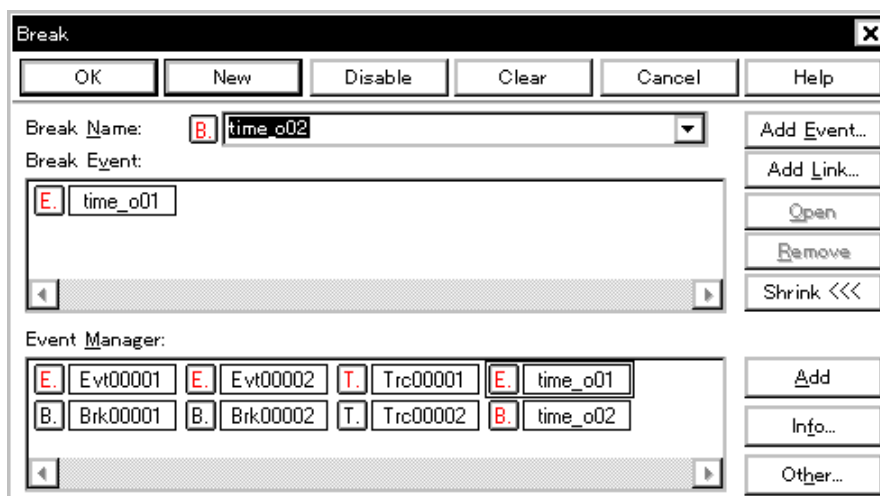 Break
OK New Disable Clear Cancel Help
Break Name: B. time_o02 Add Event...
Break Event: Add Link...
E. time_o01 Open
Remove
Shrink <<<
Event Manager:
E. Evt00001 E. Evt00002 T. Trc00001 E. time_o01 Add
B. Brk00001 B. Brk00002 T. Trc00002 B. time_o02 Info...
Other...